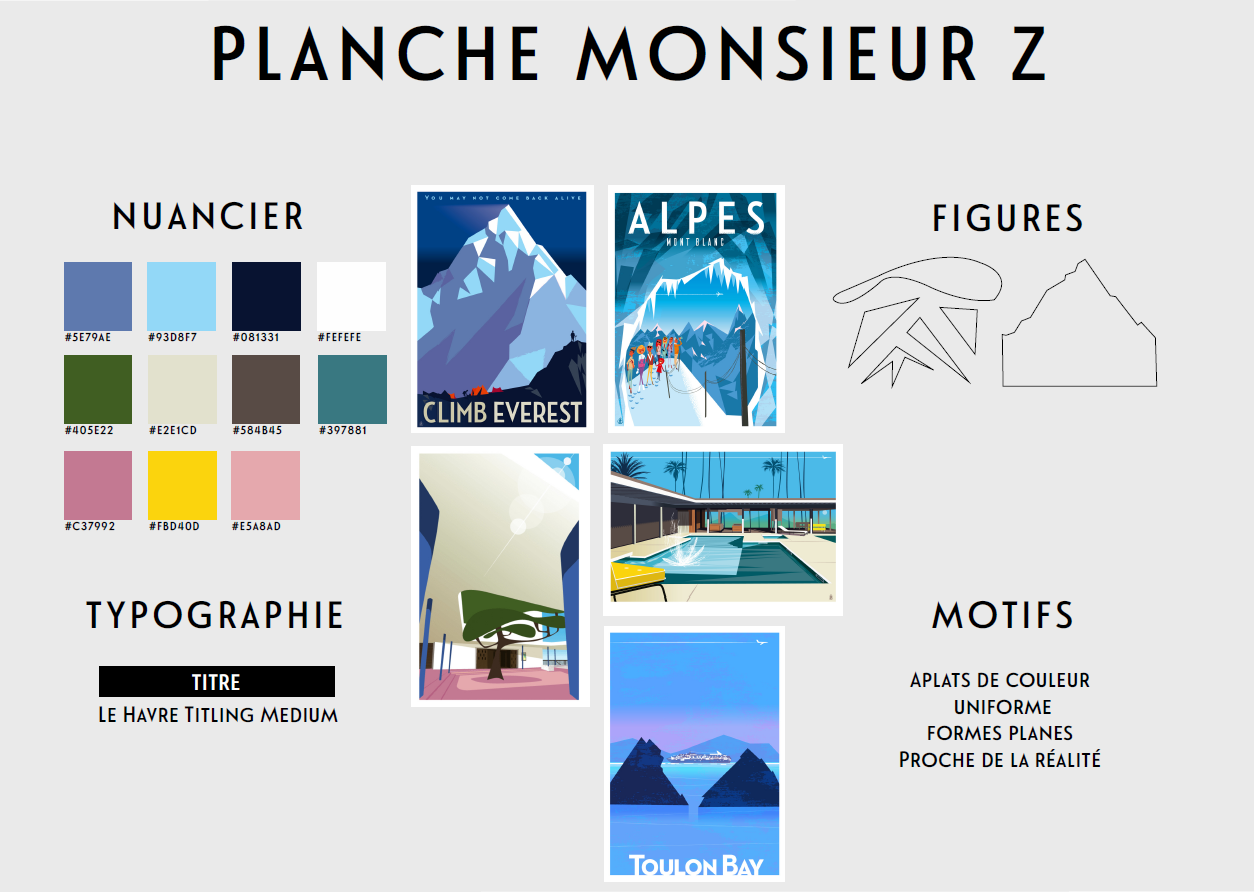 PLANCHE MONSIEUR Z
NUANCIER
#5E79AE
#93D8F7
#081331
#FEFEFE
#405E22
#E2E1CD
#584B45
#397881
#C37992
#FBD40D
#E5A8AD
TYPOGRAPHIE
TITRE
LE HAVRE TITLING MEDIUM
YOU MAY NOT COME BACK ALIVE
CLIMB EVEREST
ALPES
MONT BLANC
TOULON BAY
FIGURES
MOTIFS
APLATS DE COULEUR
UNIFORME
FORMES PLANES
PROCHE DE LA RÉALITÉ